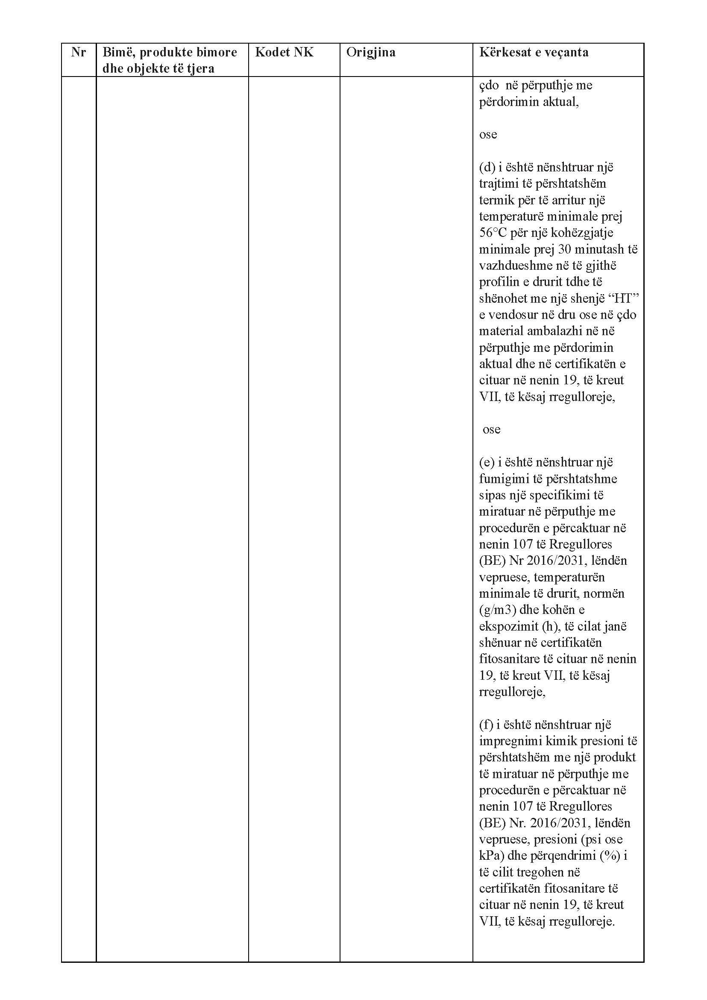 Nr
Bimë, produkte bimore
dhe objekte të tjera
Kodet NK
Origjina
Kërkesat e veçanta
çdo  në përputhje me
përdorimin aktual,
ose
(d) i është nënshtruar një
trajtimi të përshtatshëm
termik për të arritur një
temperaturë minimale prej
56°C për një kohëzgjatje
minimale prej 30 minutash të
vazhdueshme në të gjithë
profilin e drurit tdhe të
shënohet me një shenjë “HT”
e vendosur në dru ose në çdo
material ambalazhi në në
përputhje me përdorimin
aktual dhe në certifikatën e
cituar në nenin 19, të kreut
VII, të kësaj rregulloreje,
ose
(e) i është nënshtruar një
fumigimi të përshtatshme
sipas një specifikimi të
miratuar në përputhje me
procedurën e përcaktuar në
nenin 107 të Rregullores
(BE) Nr 2016/2031, lëndën
vepruese, temperaturën
minimale të drurit, normën
(g/m3) dhe kohën e
ekspozimit (h), të cilat janë
shënuar në certifikatën
fitosanitare të cituar në nenin
19, të kreut VII, të kësaj
rregulloreje,
(f) i është nënshtruar një
impregnimi kimik presioni të
përshtatshëm me një produkt
të miratuar në përputhje me
procedurën e përcaktuar në
nenin 107 të Rregullores
(BE) Nr. 2016/2031, lëndën
vepruese, presioni (psi ose
kPa) dhe përqendrimi (%) i
të cilit tregohen në
certifikatën fitosanitare të
cituar në nenin 19, të kreut
VII, të kësaj rregulloreje.